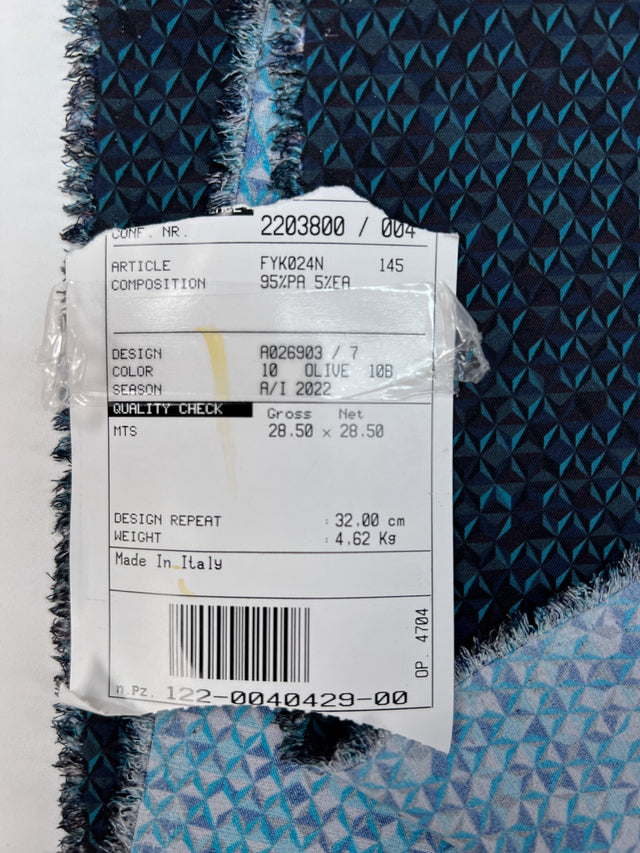 CONF. NR. 2203800 / 004
ARTICLE FYK024N 145
COMPOSITION 95%PA 5%EA
DESIGN A026903 / 7
COLOR 10 OLIVE 10B
SEASON A/I 2022
QUALITY CHECK Gross Net
MTS 28.50 x 28.50
DESIGN REPEAT : 32.00 cm
WEIGHT : 4.62 Kg
Made In Italy
OP. 4704
n.Pz. 122-0040429-00